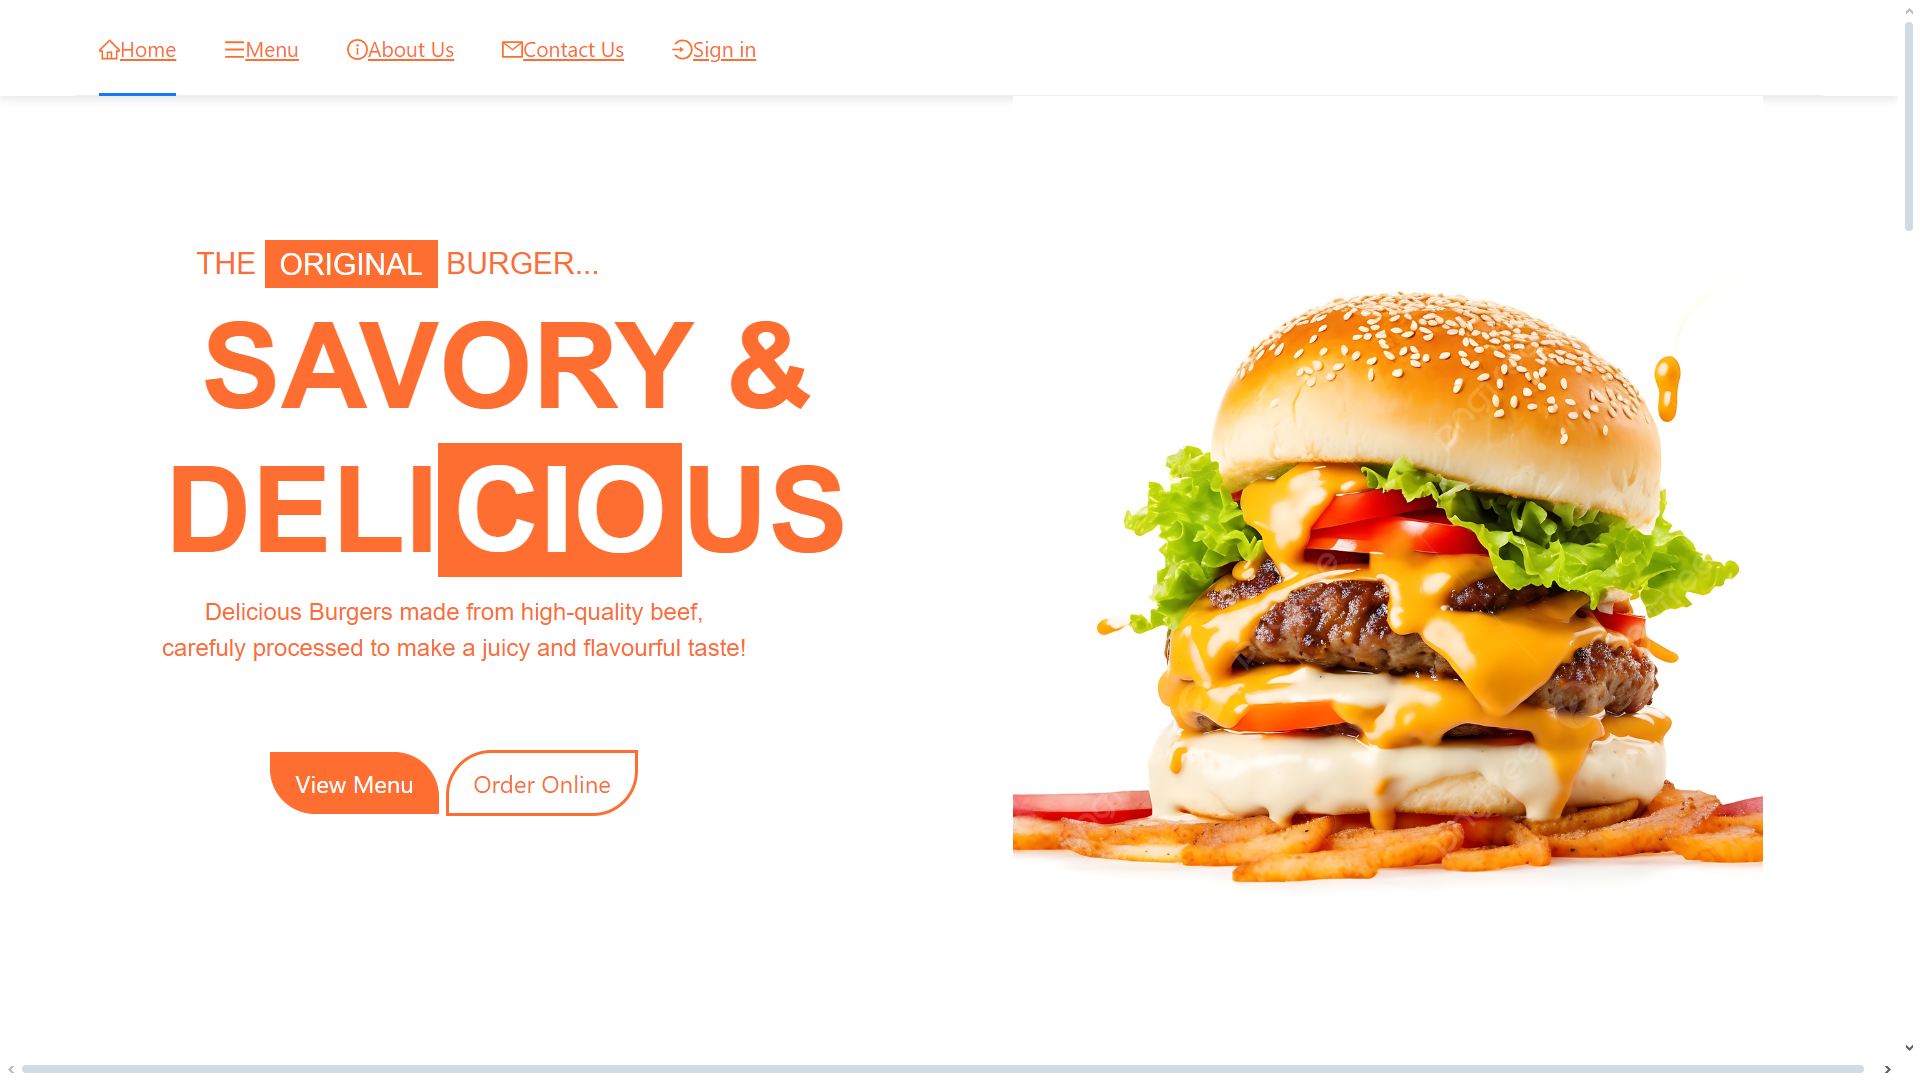 Home Menu About Us Contact Us Sign in
THE ORIGINAL BURGER...
SAVORY &
DELICIOUS
Delicious Burgers made from high-quality beef,
carefuly processed to make a juicy and flavourful taste!
View Menu Order Online